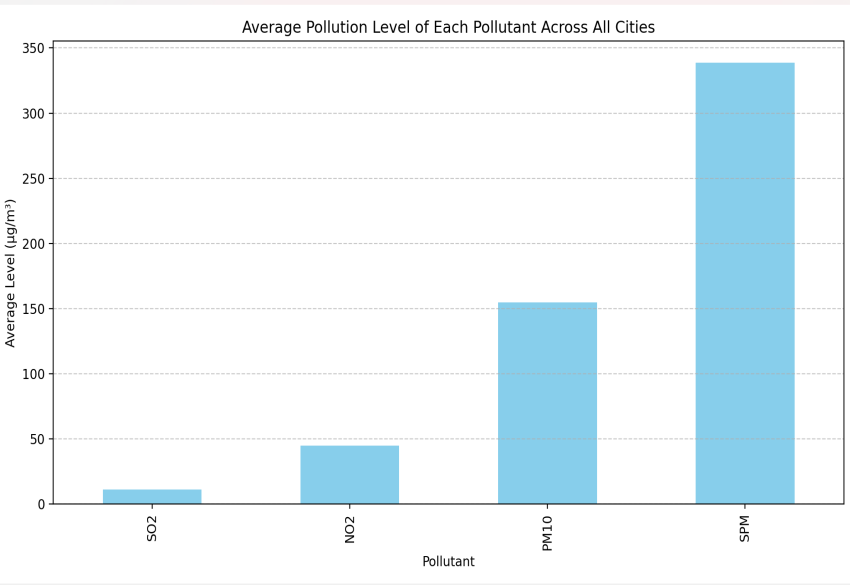 Average Pollution Level of Each Pollutant Across All Cities
350
300
250
200
150
100
50
0
Average Level (µg/m³)
SO2
NO2
PM10
SPM
Pollutant